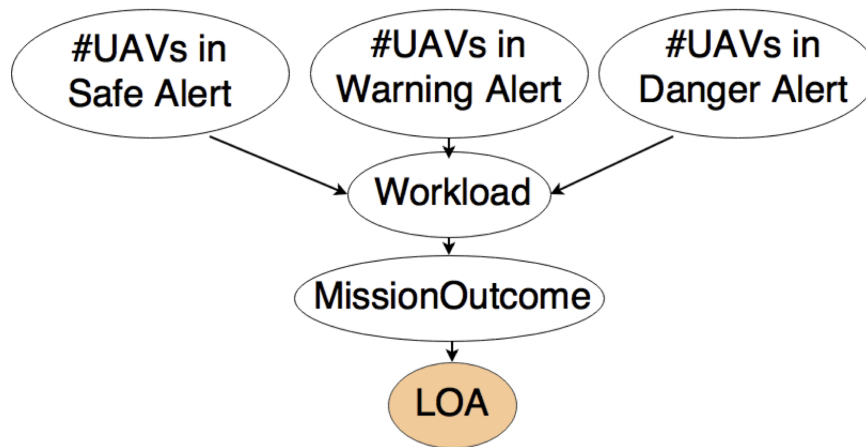 #UAVs in
Safe Alert
#UAVs in
Warning Alert
#UAVs in
Danger Alert
Workload
MissionOutcome
LOA